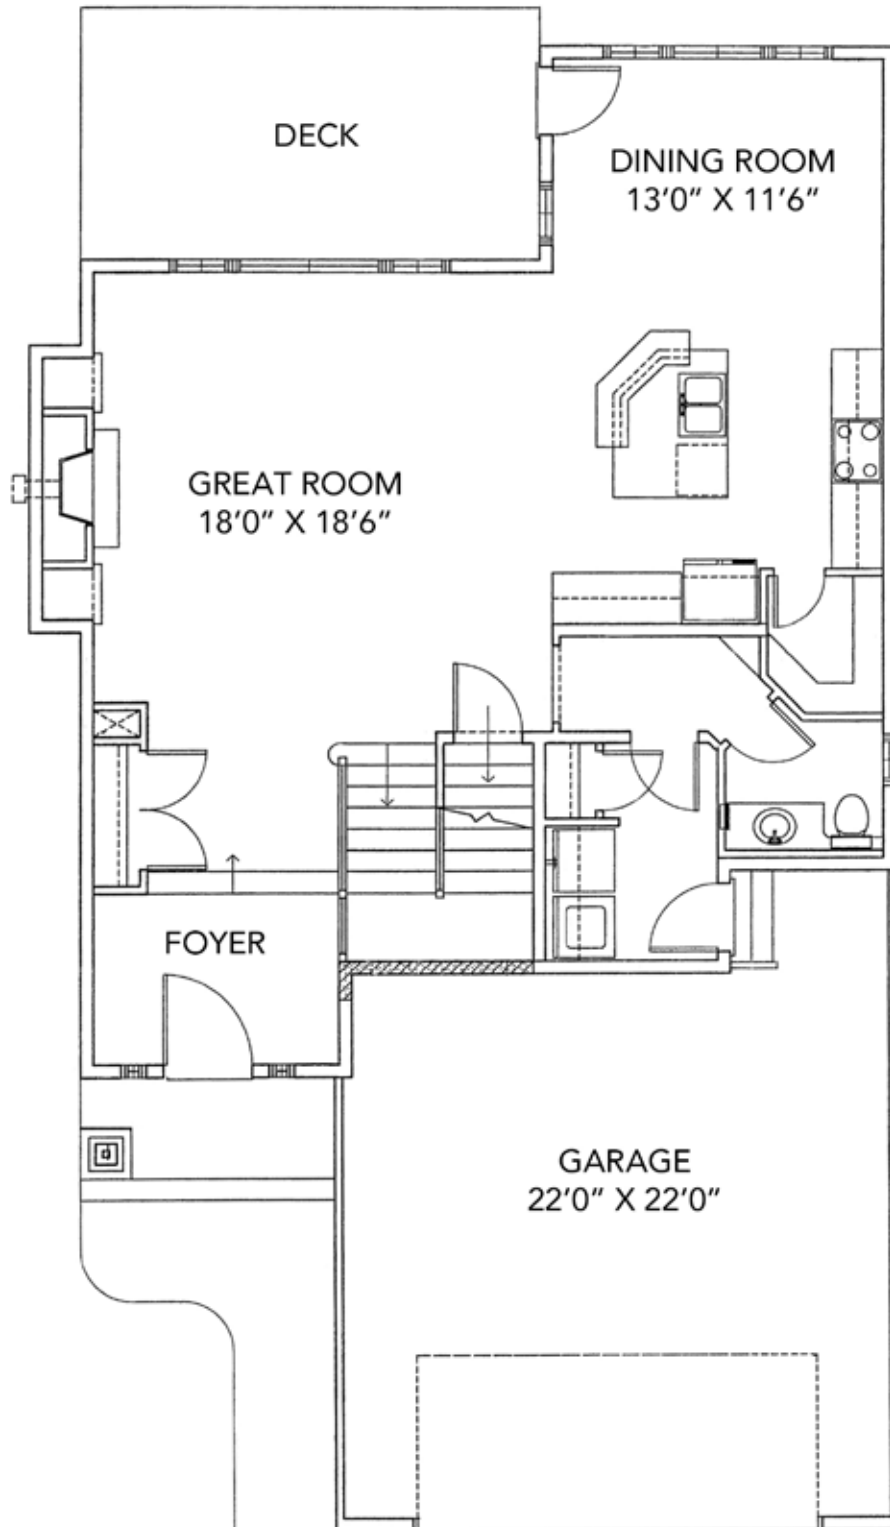 DECK
DINING ROOM
13'0" X 11'6"
GREAT ROOM
18'0" X 18'6"
FOYER
GARAGE
22'0" X 22'0"